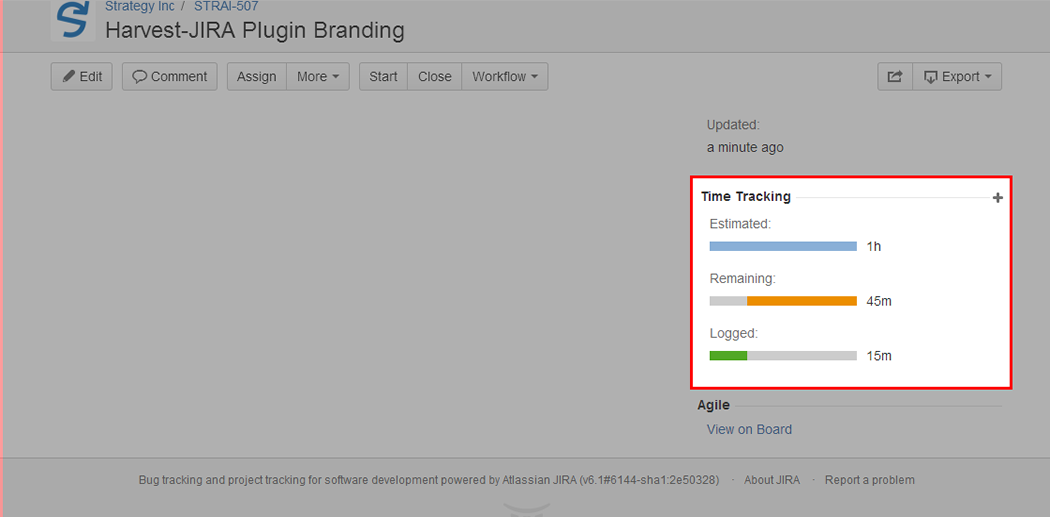 Strategy Inc / STRAI-507
Harvest-JIRA Plugin Branding
Edit Comment Assign More Start Close Workflow Export
Updated:
a minute ago
Time Tracking
Estimated:
1h
Remaining:
45m
Logged:
15m
Agile
View on Board
Bug tracking and project tracking for software development powered by Atlassian JIRA (v6.1#6144-sha1:2e50328) · About JIRA · Report a problem